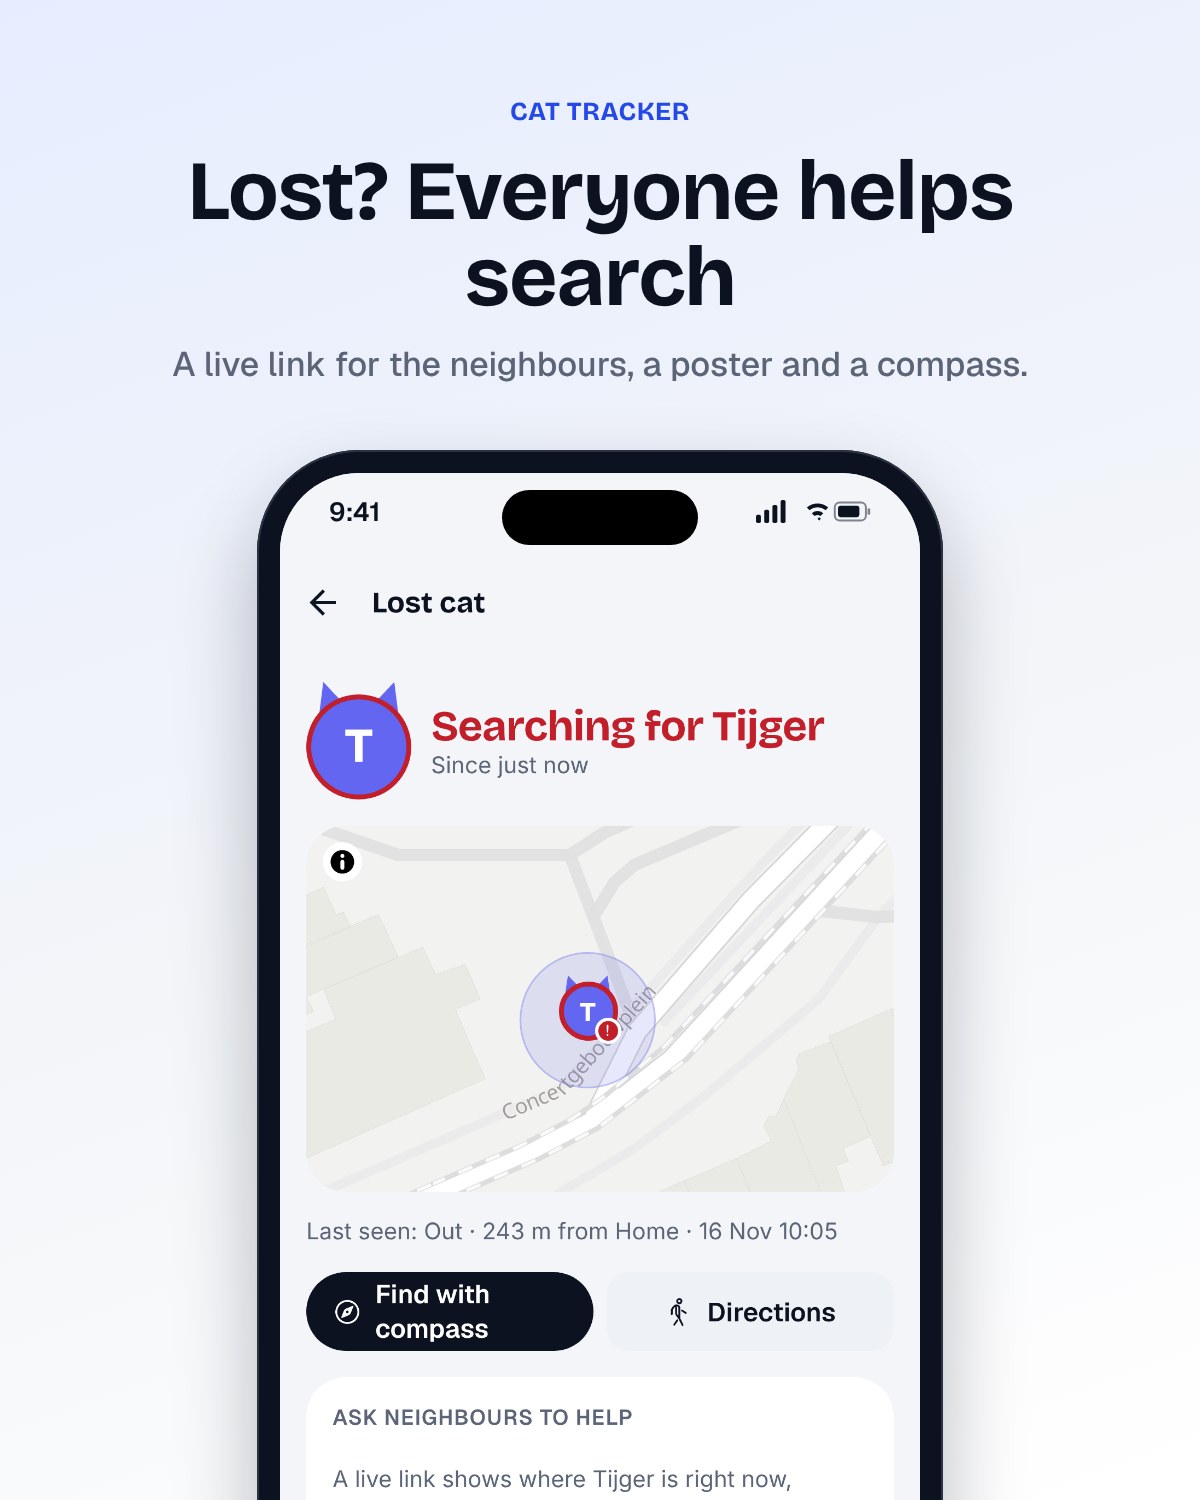 CAT TRACKER
Lost? Everyone helps
search
A live link for the neighbours, a poster and a compass.
9:41
Lost cat
T
Searching for Tijger
Since just now
T
!
Last seen: Out · 243 m from Home · 16 Nov 10:05
Find with
compass
Directions
ASK NEIGHBOURS TO HELP
A live link shows where Tijger is right now,